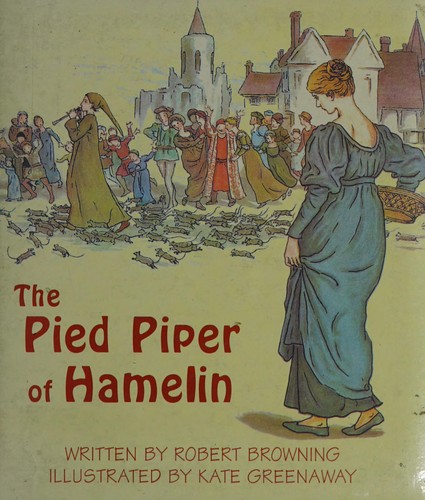 The
Pied Piper
of Hamelin
WRITTEN BY ROBERT BROWNING
ILLUSTRATED BY KATE GREENAWAY